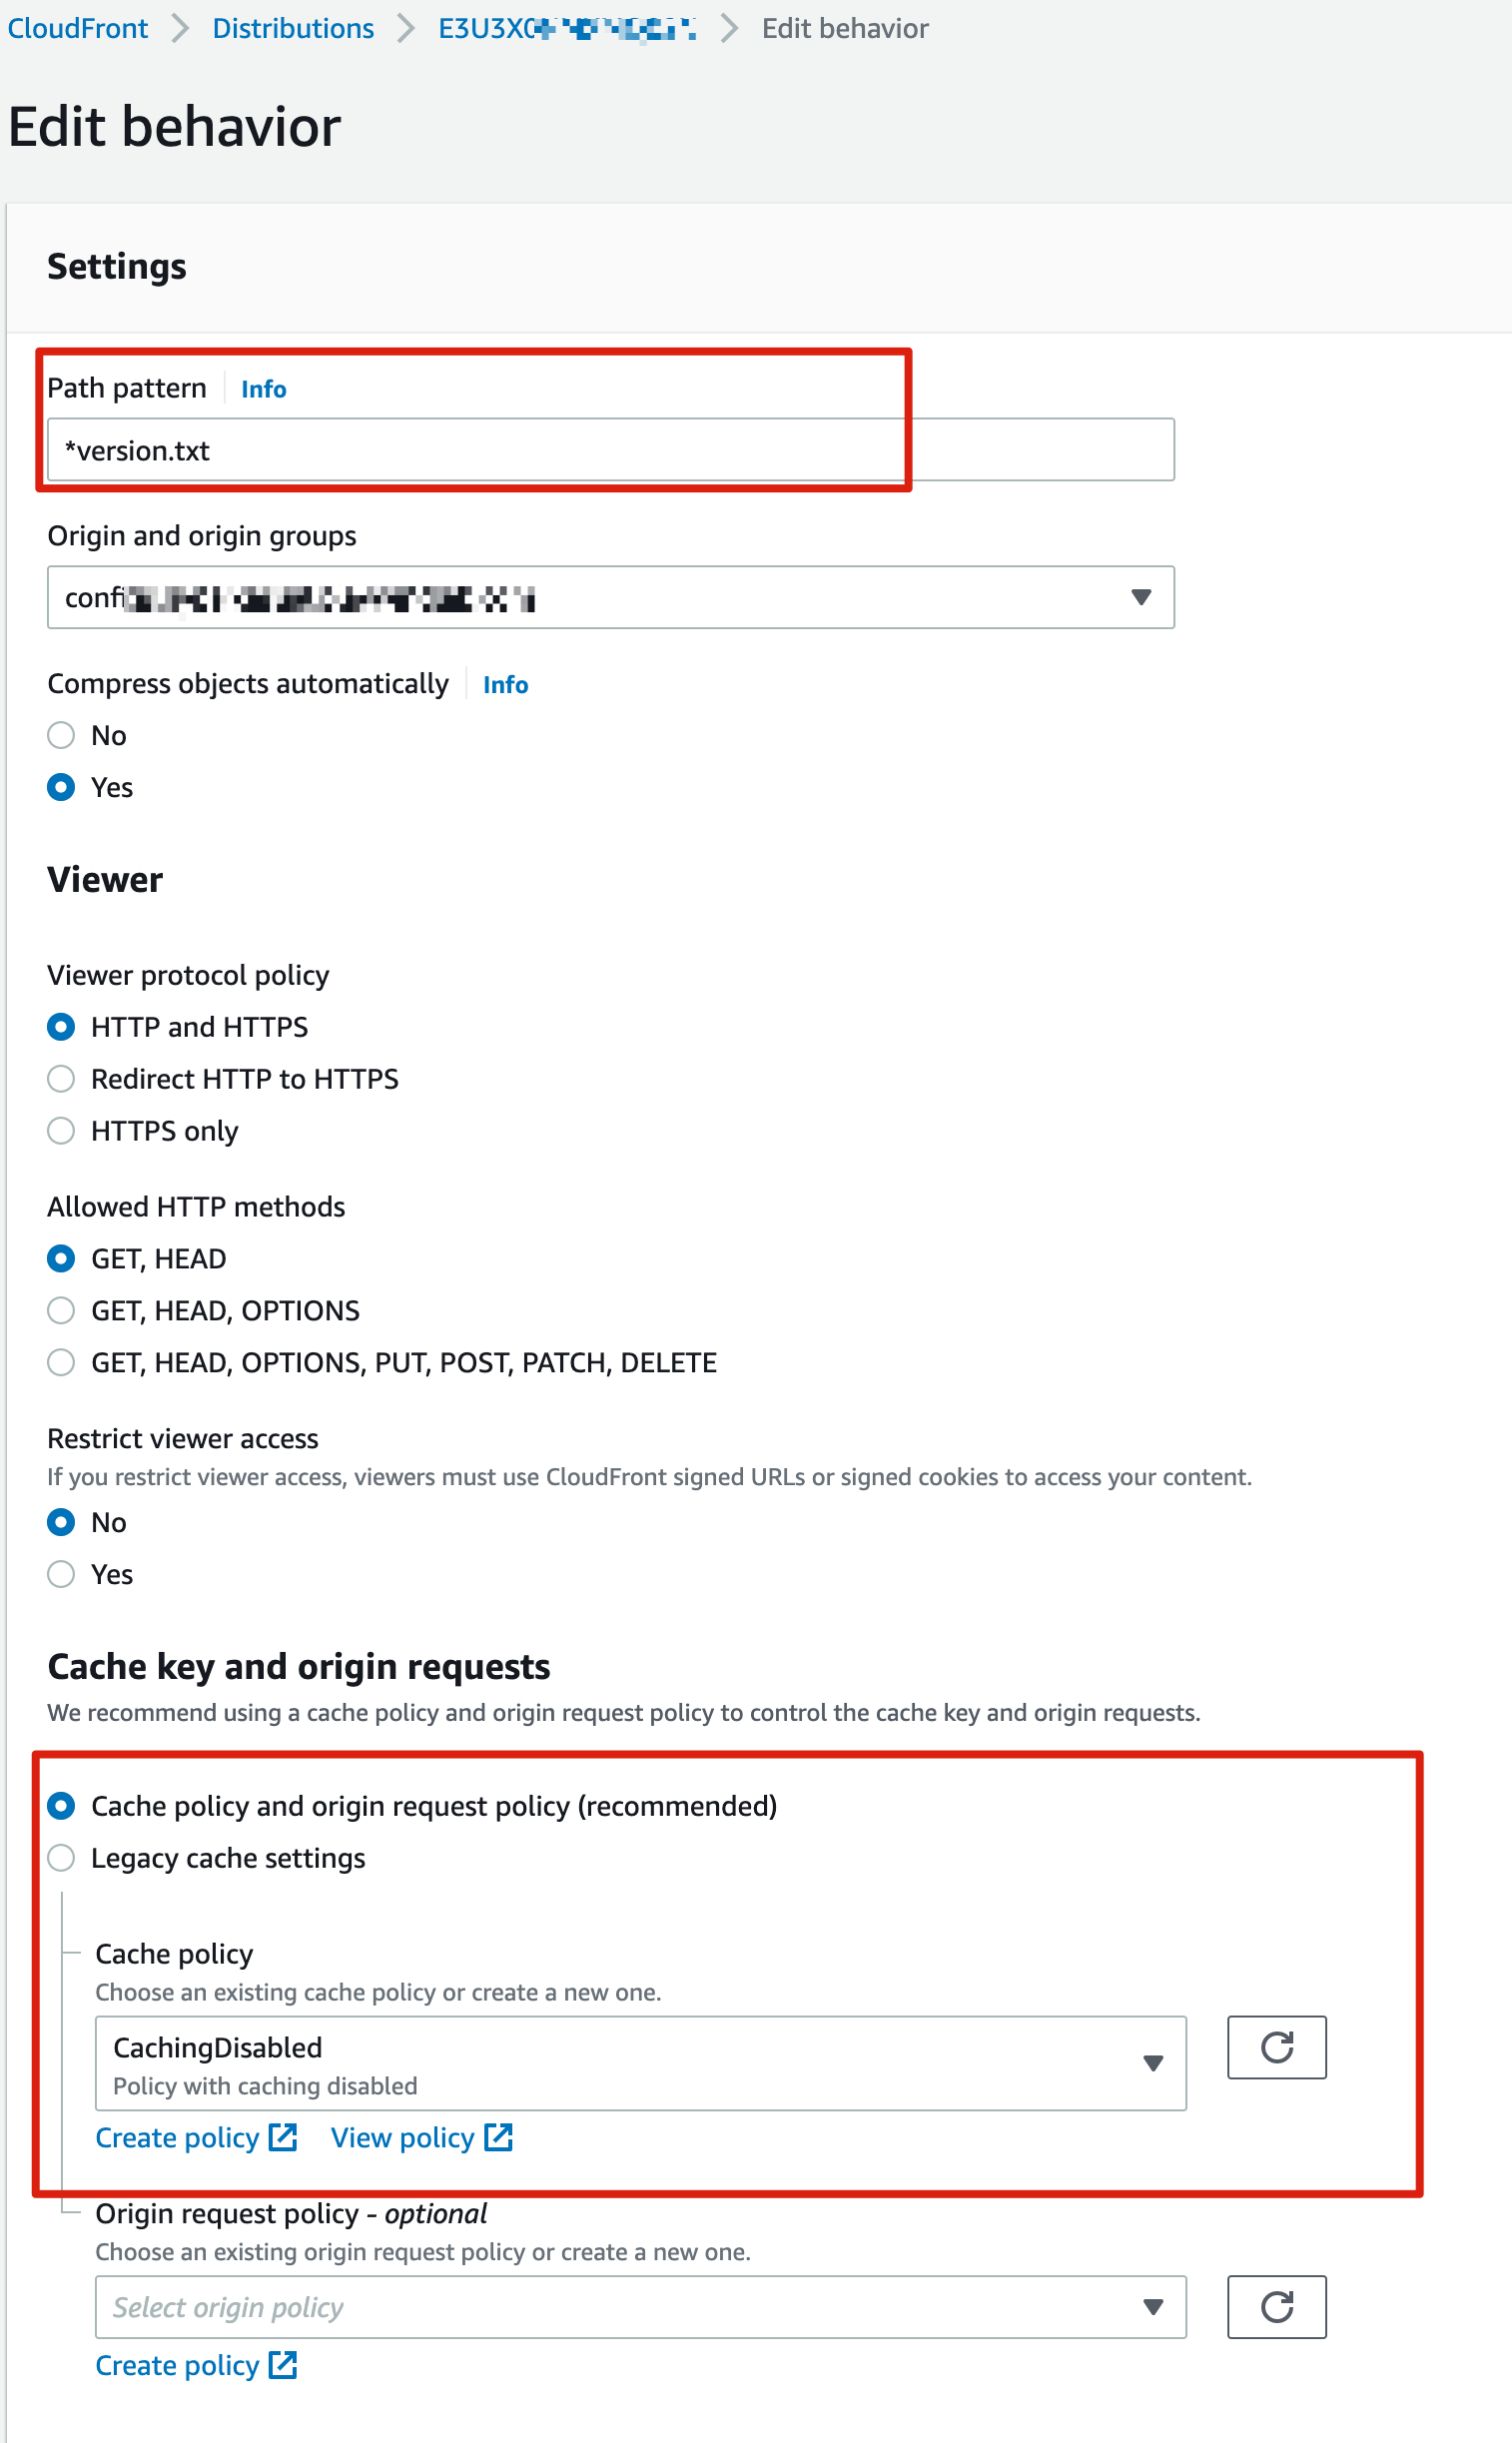 CloudFront > Distributions > > Edit behavior
Edit behavior
Settings
Path pattern Info
*version.txt
Origin and origin groups
Compress objects automatically Info
No
Yes
Viewer
Viewer protocol policy
HTTP and HTTPS
Redirect HTTP to HTTPS
HTTPS only
Allowed HTTP methods
GET, HEAD
GET, HEAD, OPTIONS
GET, HEAD, OPTIONS, PUT, POST, PATCH, DELETE
Restrict viewer access
If you restrict viewer access, viewers must use CloudFront signed URLs or signed cookies to access your content.
No
Yes
Cache key and origin requests
We recommend using a cache policy and origin request policy to control the cache key and origin requests.
Cache policy and origin request policy (recommended)
Legacy cache settings
Cache policy
Choose an existing cache policy or create a new one.
CachingDisabled
Policy with caching disabled
Create policy View policy
Origin request policy - optional
Choose an existing origin request policy or create a new one.
Select origin policy
Create policy